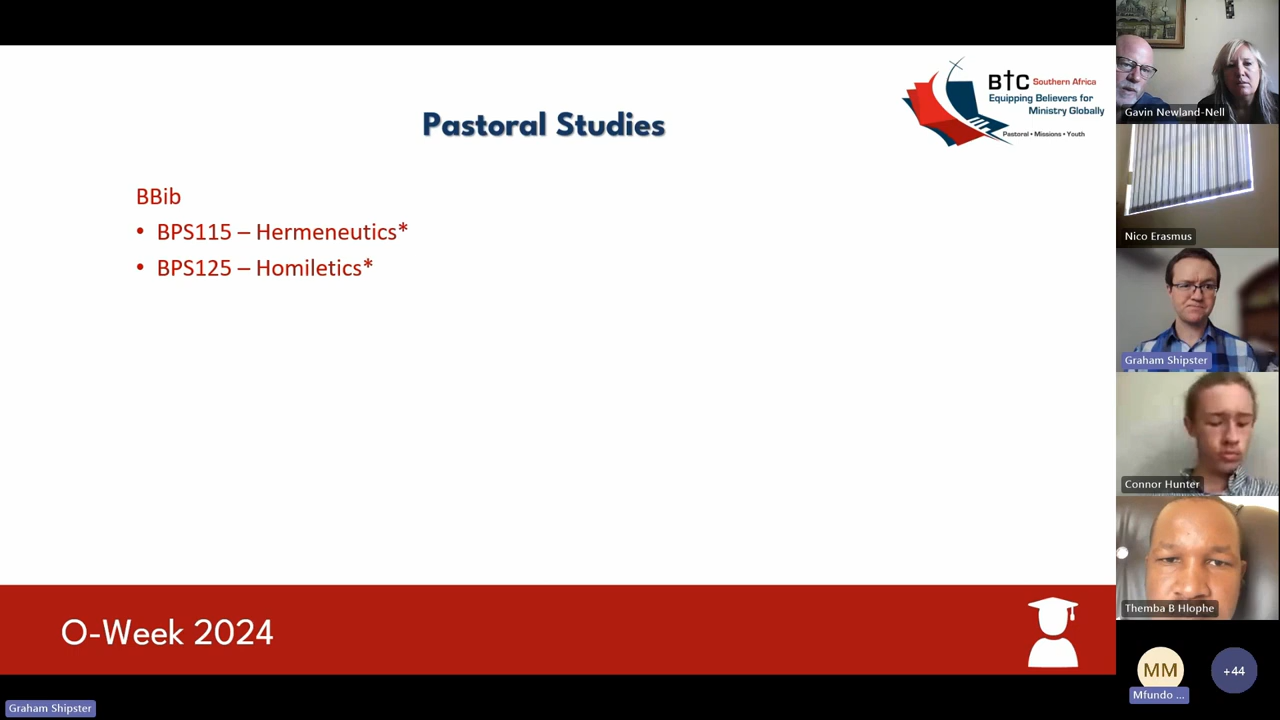 Pastoral Studies
BTC Southern Africa
Equipping Believers for
Ministry Globally
Pastoral • Missions • Youth
BBib
• BPS115 – Hermeneutics*
• BPS125 – Homiletics*
O-Week 2024
Graham Shipster
Gavin Newland-Nell
Nico Erasmus
Graham Shipster
Connor Hunter
Themba B Hlophe
MM
+44
Mfundo ...